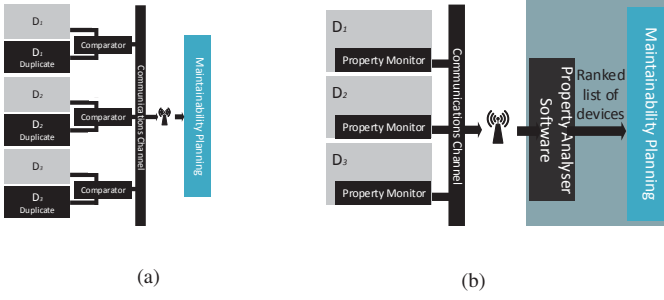 D1
D1
Duplicate
Comparator
D2
D2
Duplicate
Comparator
D3
D3
Duplicate
Comparator
Communications Channel
Maintainability Planning
(a)
D1
Property Monitor
D2
Property Monitor
D3
Property Monitor
Communications Channel
Property Analyser
Software
Ranked
list of
devices
Maintainability Planning
(b)